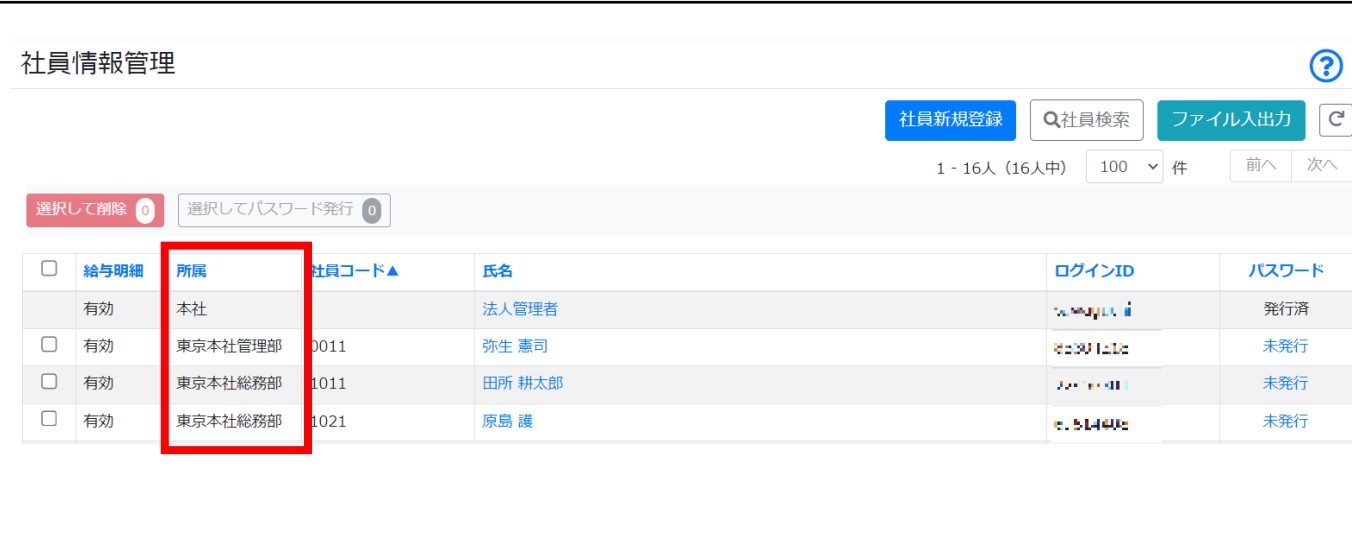 社員情報管理
社員新規登録 社員検索 ファイル入出力
1 - 16人（16人中） 100 件 前へ 次へ
選択して削除 0 選択してパスワード発行 0
給与明細 所属 社員コード▲ 氏名 ログインID パスワード
有効 本社 法人管理者 発行済
有効 東京本社管理部 0011 弥生 憲司 未発行
有効 東京本社総務部 1011 田所 耕太郎 未発行
有効 東京本社総務部 1021 原島 護 未発行